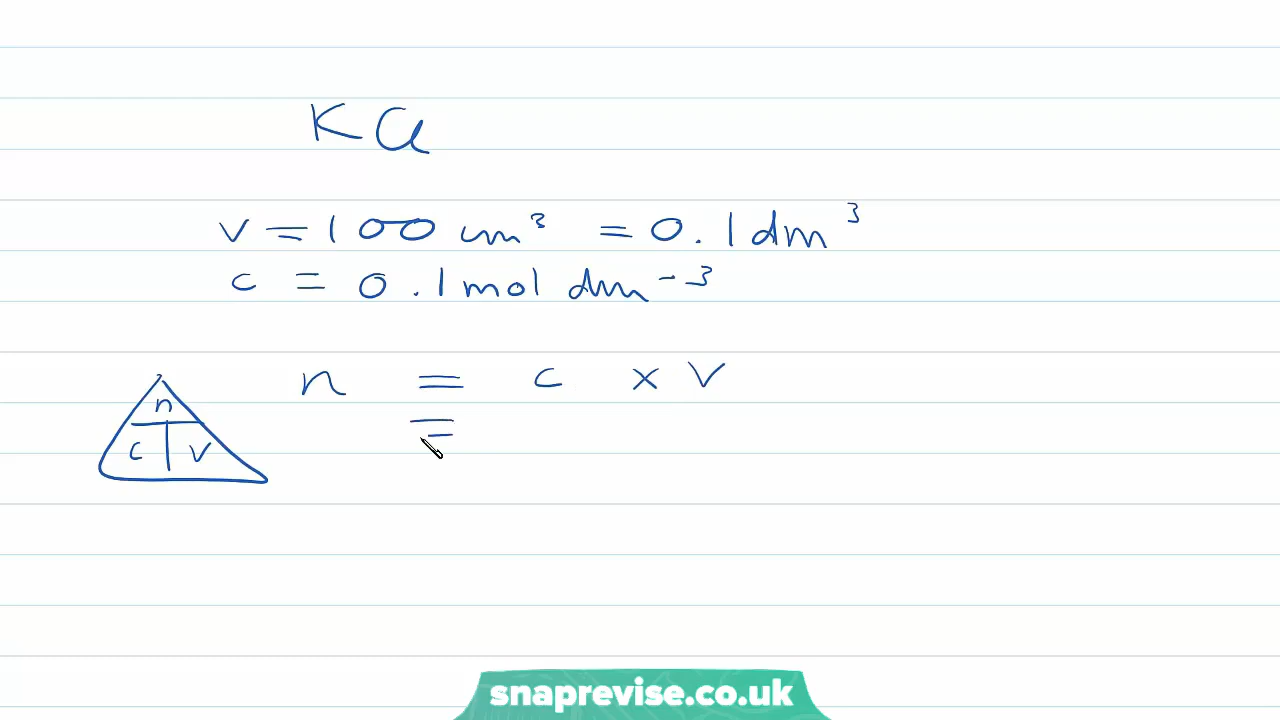 KCl
v = 100 cm³ = 0.1 dm³
c = 0.1 mol dm⁻³
n = c × v
=
n
c v
snaprevise.co.uk